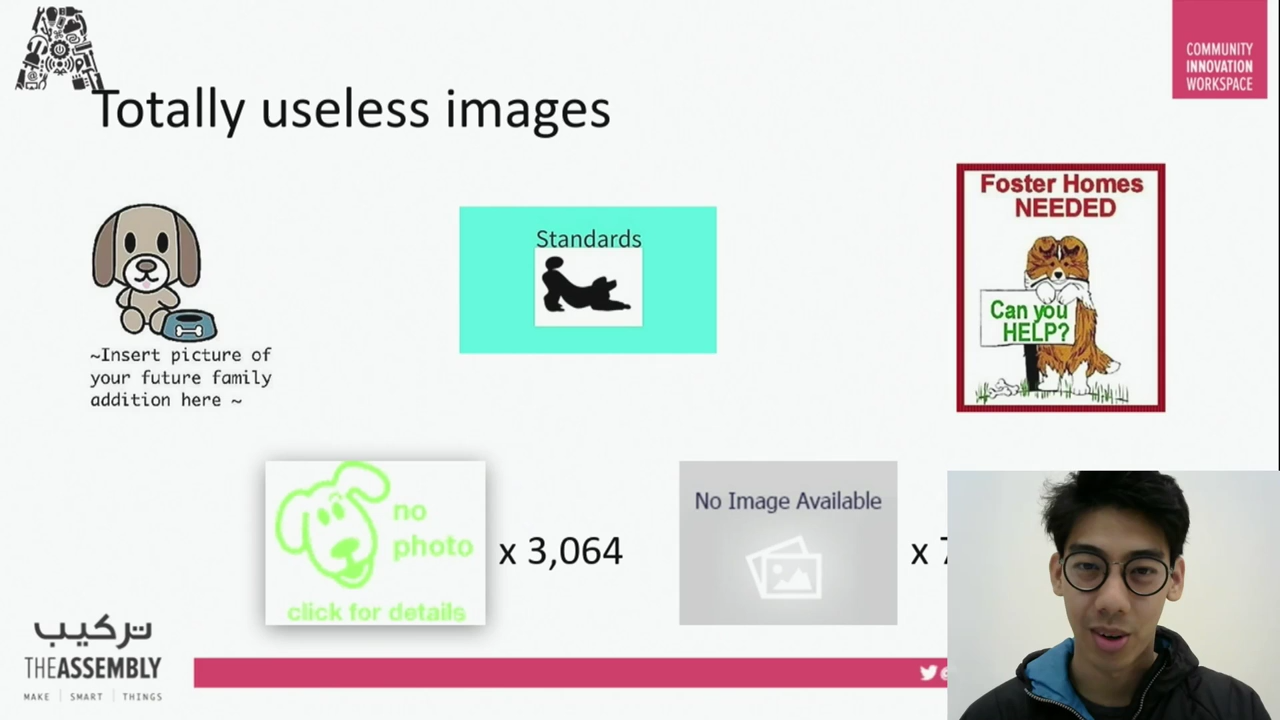 COMMUNITY
INNOVATION
WORKSPACE
Totally useless images
Standards
Foster Homes
NEEDED
Can you
HELP?
~Insert picture of
your future family
addition here ~
no
photo
click for details
x 3,064
No Image Available
x 7
تركيب
THEASSEMBLY
MAKE | SMART | THINGS